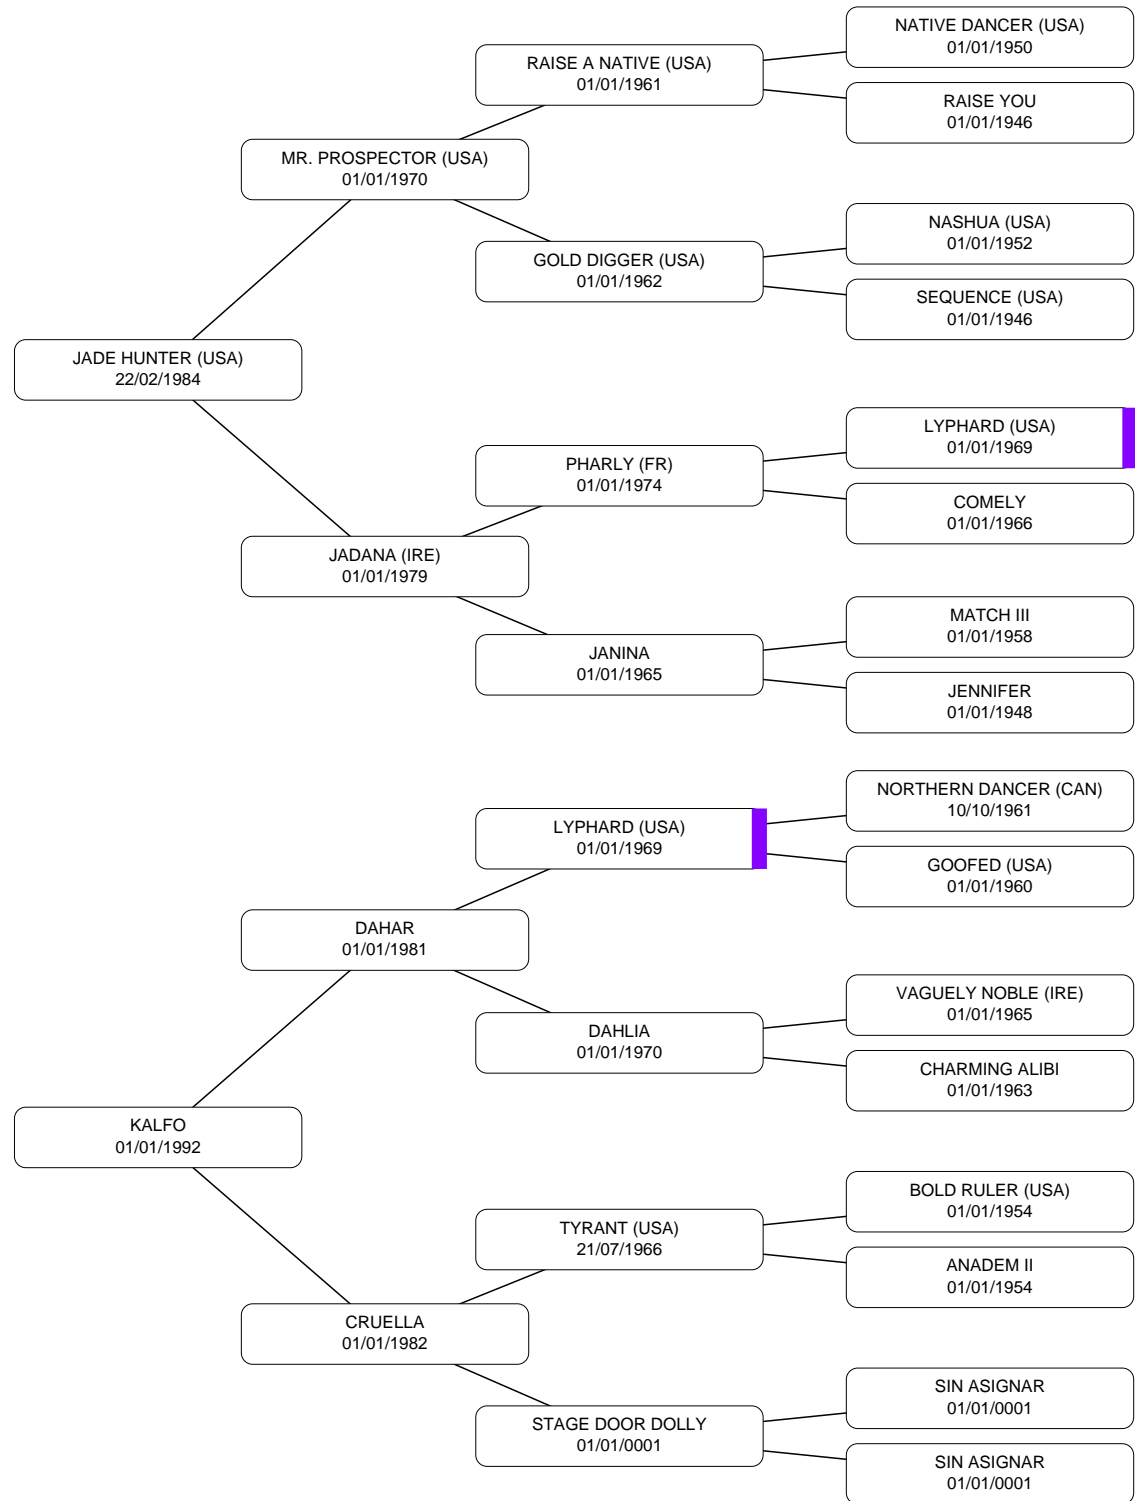 NATIVE DANCER (USA)
01/01/1950
RAISE A NATIVE (USA)
01/01/1961
RAISE YOU
01/01/1946
MR. PROSPECTOR (USA)
01/01/1970
NASHUA (USA)
01/01/1952
GOLD DIGGER (USA)
01/01/1962
SEQUENCE (USA)
01/01/1946
JADE HUNTER (USA)
22/02/1984
LYPHARD (USA)
01/01/1969
PHARLY (FR)
01/01/1974
COMELY
01/01/1966
JADANA (IRE)
01/01/1979
MATCH III
01/01/1958
JANINA
01/01/1965
JENNIFER
01/01/1948
NORTHERN DANCER (CAN)
10/10/1961
LYPHARD (USA)
01/01/1969
GOOFED (USA)
01/01/1960
DAHAR
01/01/1981
VAGUELY NOBLE (IRE)
01/01/1965
DAHLIA
01/01/1970
CHARMING ALIBI
01/01/1963
KALFO
01/01/1992
BOLD RULER (USA)
01/01/1954
TYRANT (USA)
21/07/1966
ANADEM II
01/01/1954
CRUELLA
01/01/1982
SIN ASIGNAR
01/01/0001
STAGE DOOR DOLLY
01/01/0001
SIN ASIGNAR
01/01/0001